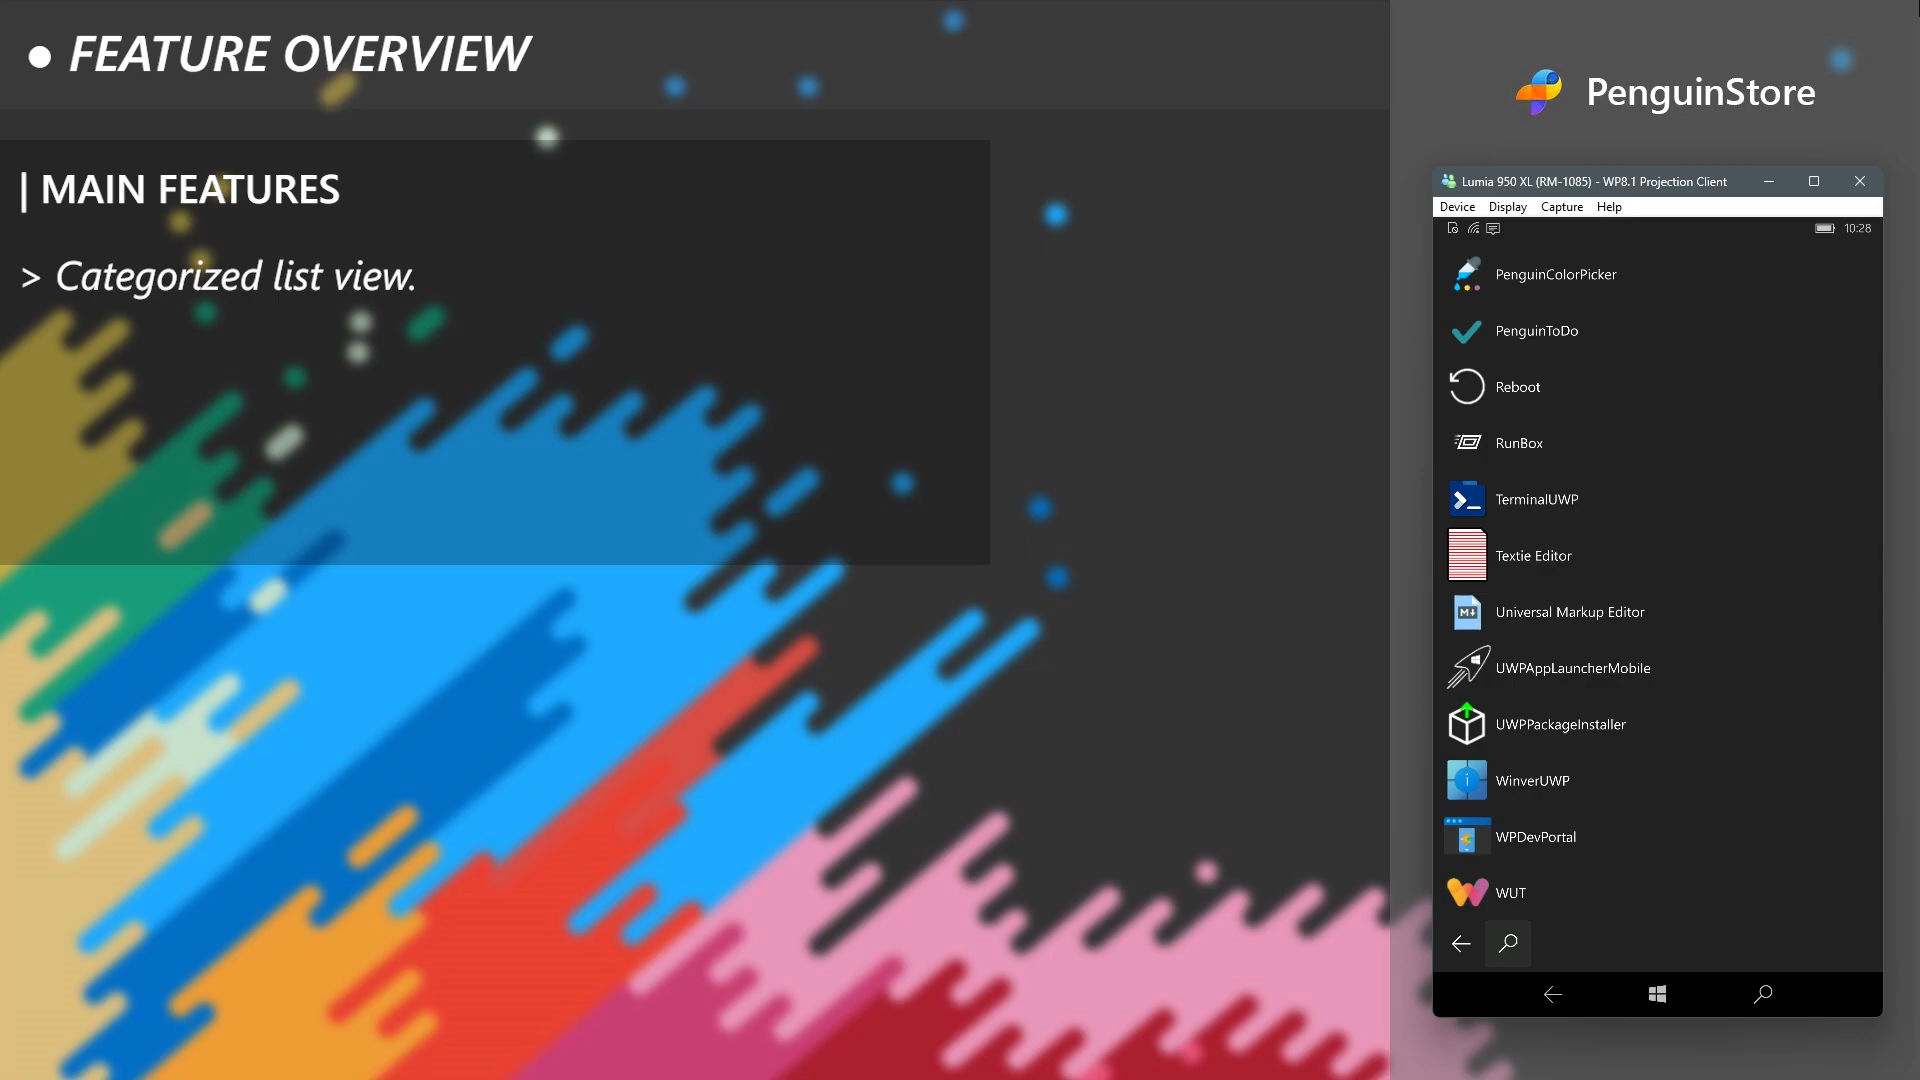 ● FEATURE OVERVIEW
| MAIN FEATURES
> Categorized list view.
PenguinStore
Lumia 950 XL (RM-1085) - WP8.1 Projection Client
Device Display Capture Help
10:28
PenguinColorPicker
PenguinToDo
Reboot
RunBox
TerminalUWP
Textie Editor
M↓
Universal Markup Editor
UWPAppLauncherMobile
UWPPackageInstaller
i
WinverUWP
WPDevPortal
WUT